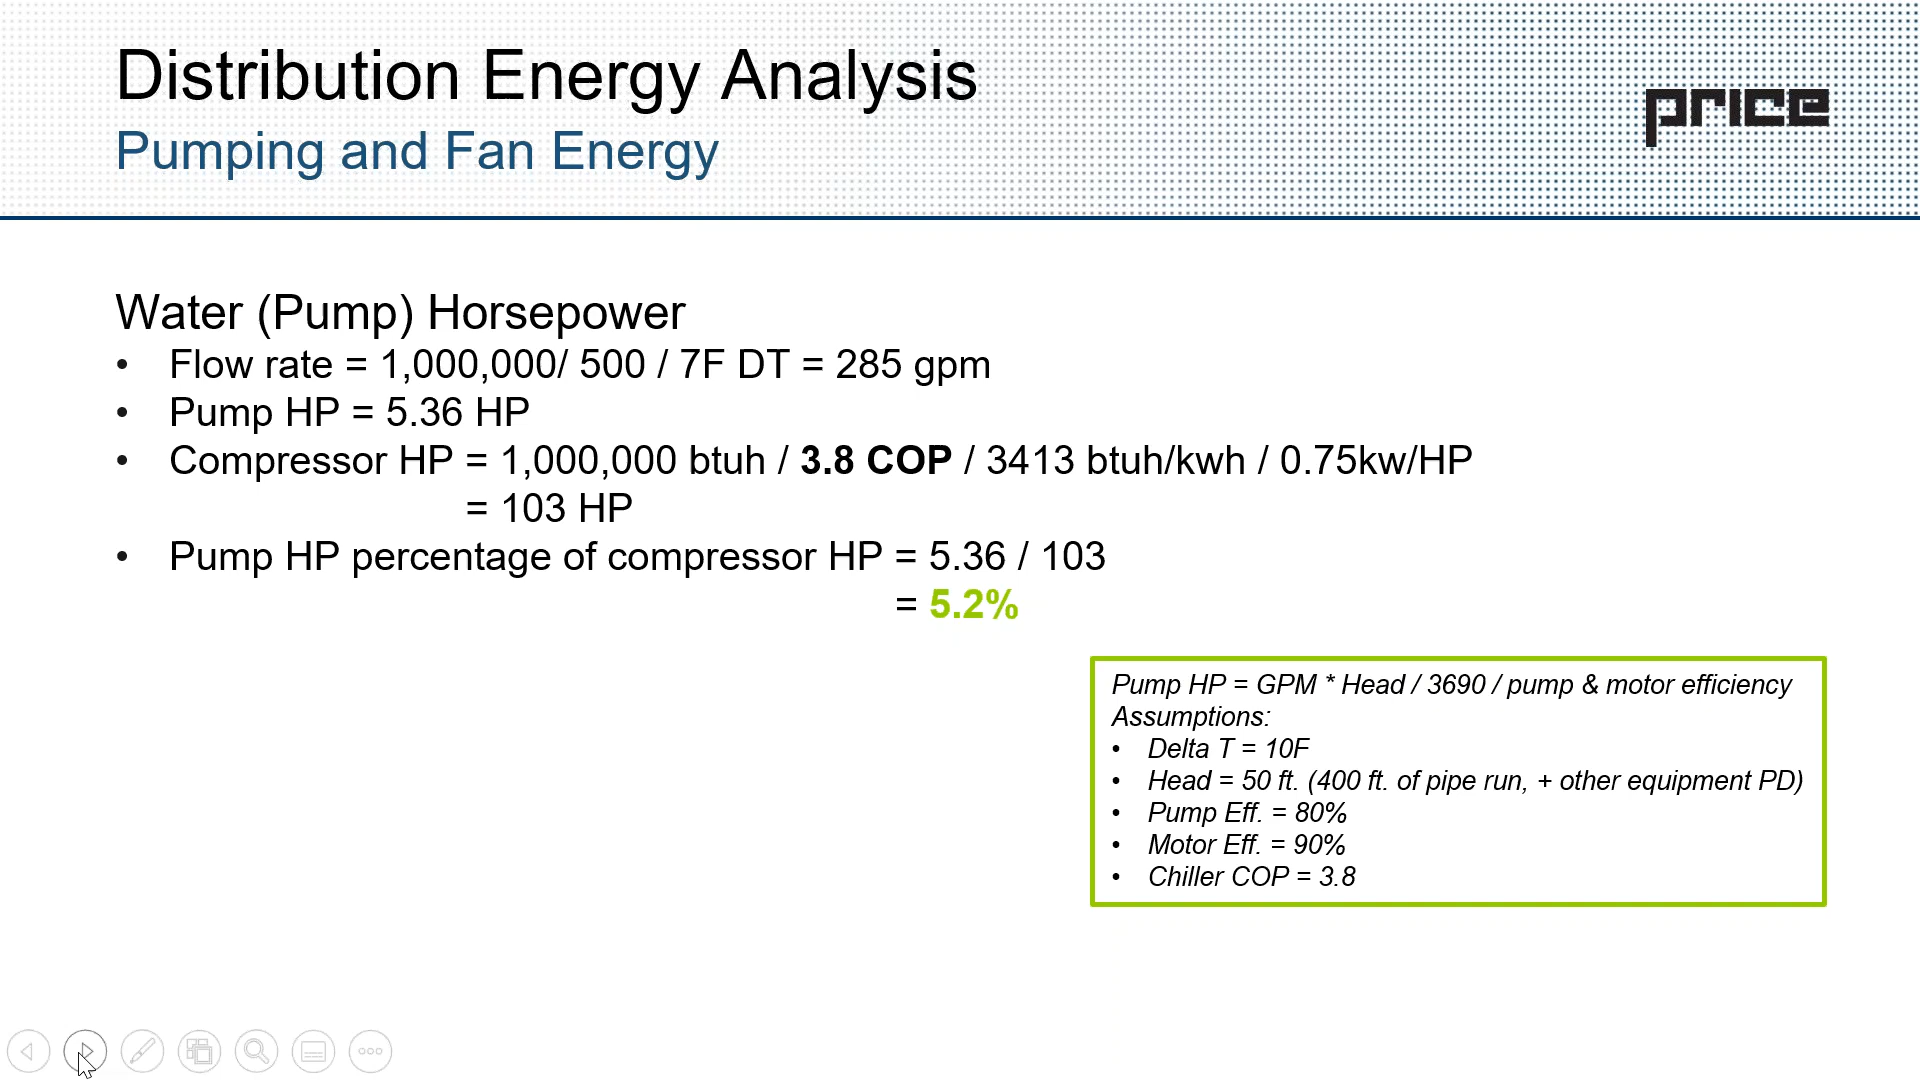 Distribution Energy Analysis
Pumping and Fan Energy
price
Water (Pump) Horsepower
• Flow rate = 1,000,000/ 500 / 7F DT = 285 gpm
• Pump HP = 5.36 HP
• Compressor HP = 1,000,000 btuh / 3.8 COP / 3413 btuh/kwh / 0.75kw/HP
= 103 HP
• Pump HP percentage of compressor HP = 5.36 / 103
= 5.2%
Pump HP = GPM * Head / 3690 / pump & motor efficiency
Assumptions:
• Delta T = 10F
• Head = 50 ft. (400 ft. of pipe run, + other equipment PD)
• Pump Eff. = 80%
• Motor Eff. = 90%
• Chiller COP = 3.8